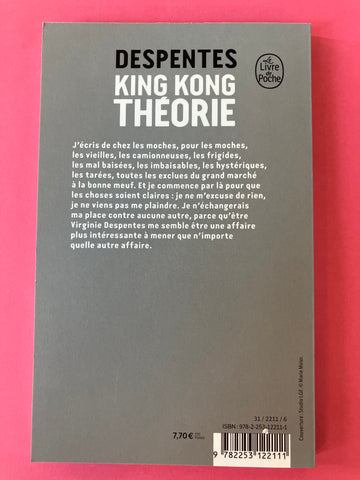 DESPENTES
Le
Livre
de
Poche
KING KONG
THÉORIE
J'écris de chez les moches, pour les moches,
les vieilles, les camionneuses, les frigides,
les mal baisées, les imbaisables, les hystériques,
les tarées, toutes les exclues du grand marché
à la bonne meuf. Et je commence par là pour que
les choses soient claires : je ne m'excuse de rien,
je ne viens pas me plaindre. Je n'échangerais
ma place contre aucune autre, parce qu'être
Virginie Despentes me semble être une affaire
plus intéressante à mener que n'importe
quelle autre affaire.
Couverture : Studio LGF. © Maria Meier.
31 / 2211 / 6
ISBN : 978-2-253-12211-1
7,70 €
9 782253 122111